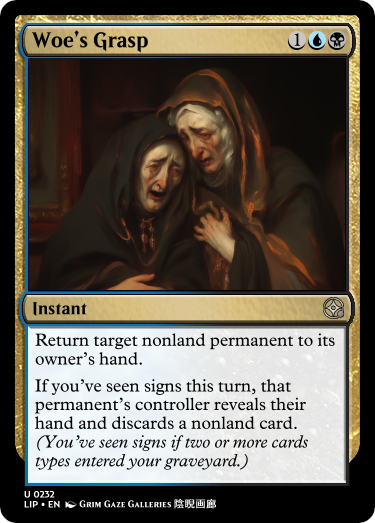 Woe's Grasp 1
Instant
Return target nonland permanent to its
owner's hand.
If you've seen signs this turn, that
permanent's controller reveals their
hand and discards a nonland card.
(You've seen signs if two or more cards
types entered your graveyard.)
U 0232
LIP • EN Grim Gaze Galleries 陰睨画廊